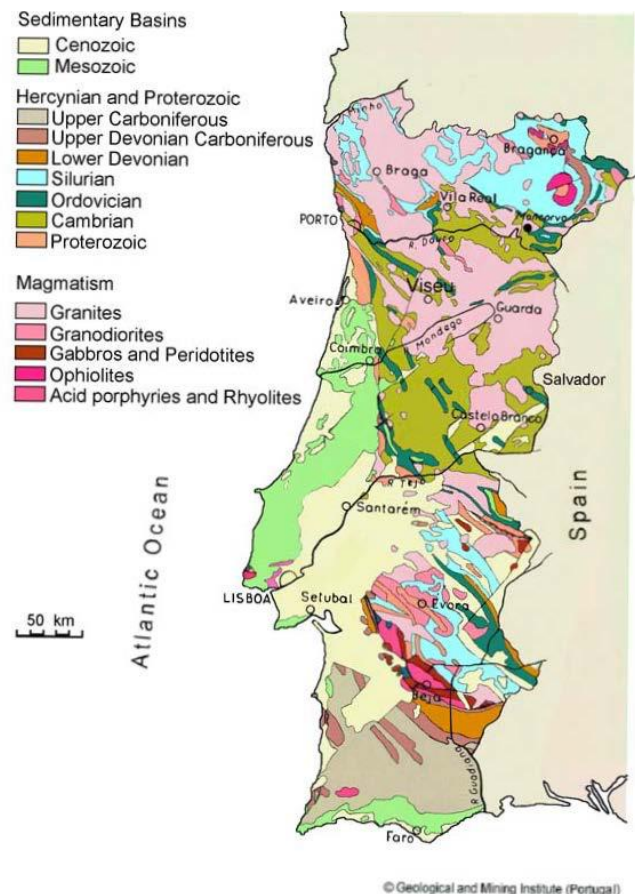 Sedimentary Basins
Cenozoic
Mesozoic
Hercynian and Proterozoic
Upper Carboniferous
Upper Devonian Carboniferous
Lower Devonian
Silurian
Ordovician
Cambrian
Proterozoic
Magmatism
Granites
Granodiorites
Gabbros and Peridotites
Ophiolites
Acid porphyries and Rhyolites
Minho
Bragança
Braga
Vila Real
Moncorvo
PORTO
R. Douro
Aveiro
Viseu
Guarda
Mondego
Coimbra
Salvador
Castelo Branco
R. Tejo
Santarém
Spain
Atlantic Ocean
LISBOA
Setubal
Evora
50 km
Beja
R. Guadiana
Faro
© Geological and Mining Institute (Portugal)